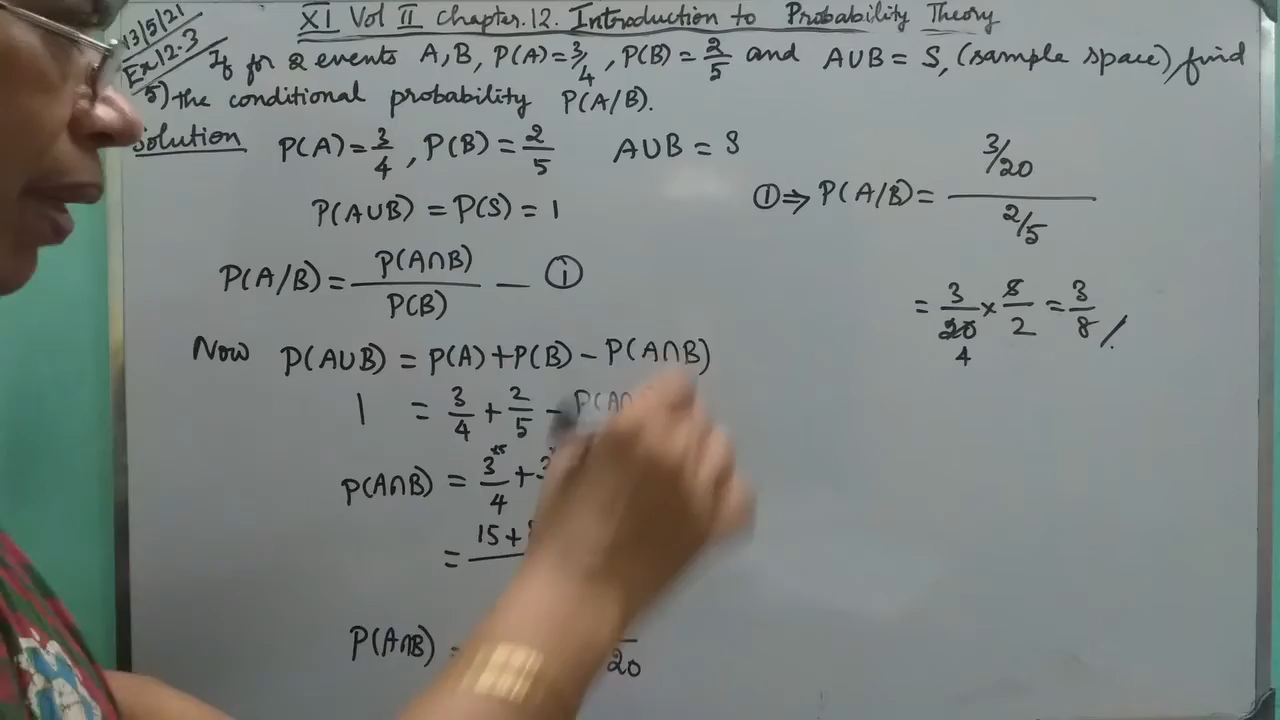 XI Vol II Chapter.12. Introduction to Probability Theory
13/5/21
Ex 12.3
If for 2 events A, B, P(A)=3/4, P(B)=2/5 and A∪B = S, (sample space), find
5) the conditional probability P(A/B).
Solution P(A)=3/4, P(B)=2/5 A∪B = S
P(A∪B) = P(S) = 1
P(A/B) = P(A∩B)/P(B) — ①
Now P(A∪B) = P(A)+P(B) - P(A∩B)
1 = 3/4 + 2/5 - P(A∩
P(A∩B) = 3/4 +
= 15+
P(A∩B) = 20
①⇒ P(A/B) = 3/20 / 2/5
= 3/20 × 5/2 = 3/8 //
4